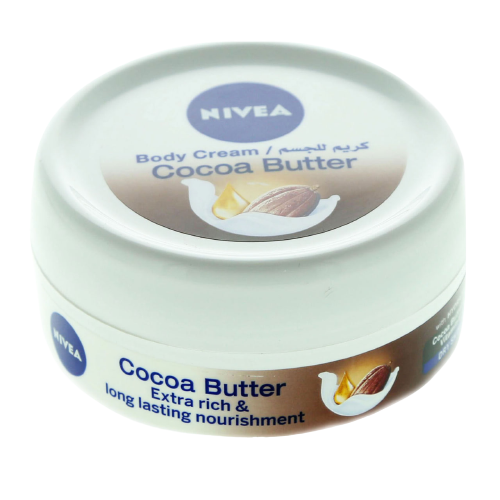 NIVEA
Body Cream / كريم للجسم
Cocoa Butter
NIVEA
Cocoa Butter
Extra rich &
long lasting nourishment